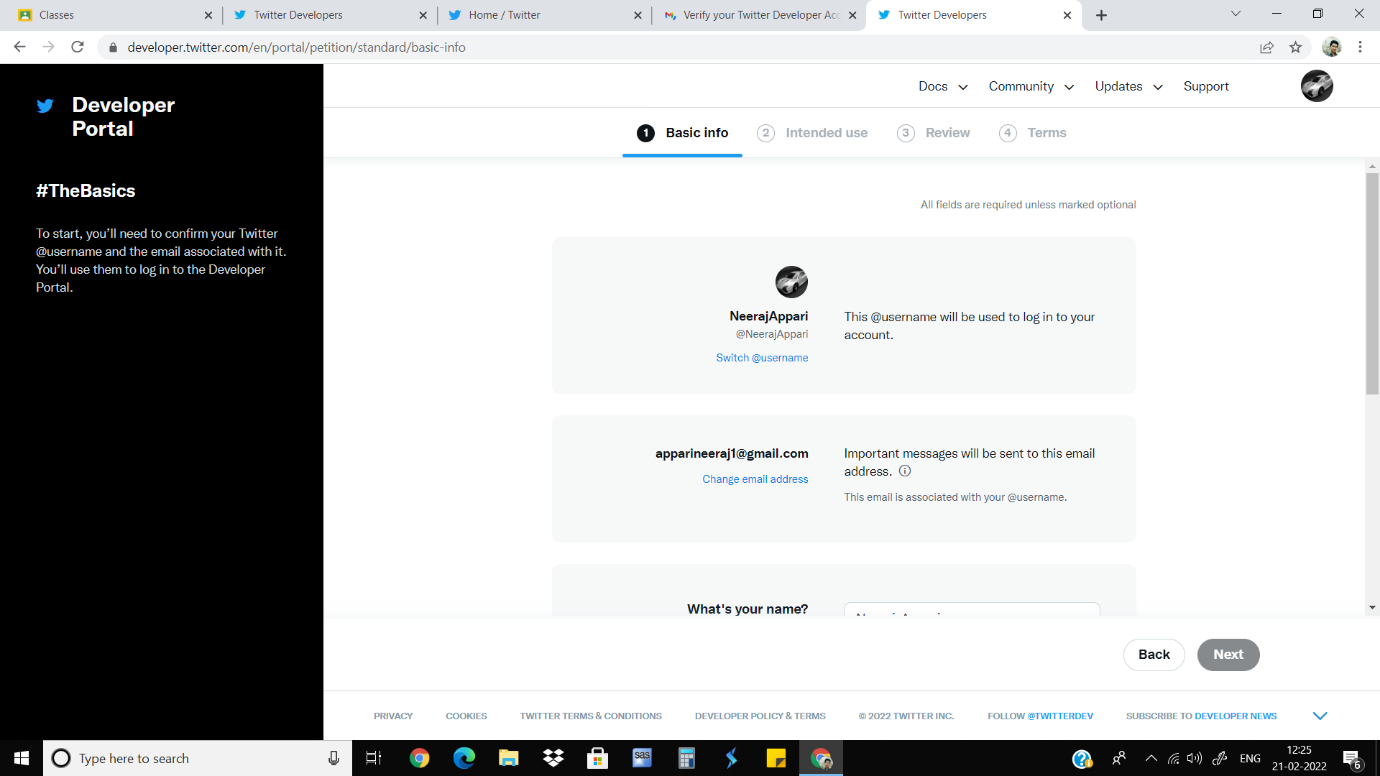 Classes
Twitter Developers
Home / Twitter
Verify your Twitter Developer Acc
Twitter Developers
developer.twitter.com/en/portal/petition/standard/basic-info
Developer
Portal
#TheBasics
To start, you'll need to confirm your Twitter
@username and the email associated with it.
You'll use them to log in to the Developer
Portal.
Docs
Community
Updates
Support
1 Basic info
2 Intended use
3 Review
4 Terms
All fields are required unless marked optional
NeerajAppari
@NeerajAppari
Switch @username
This @username will be used to log in to your
account.
apparineeraj1@gmail.com
Change email address
Important messages will be sent to this email
address.
This email is associated with your @username.
What's your name?
Back
Next
PRIVACY
COOKIES
TWITTER TERMS & CONDITIONS
DEVELOPER POLICY & TERMS
© 2022 TWITTER INC.
FOLLOW @TWITTERDEV
SUBSCRIBE TO DEVELOPER NEWS
Type here to search
sas
ENG
12:25
21-02-2022
6